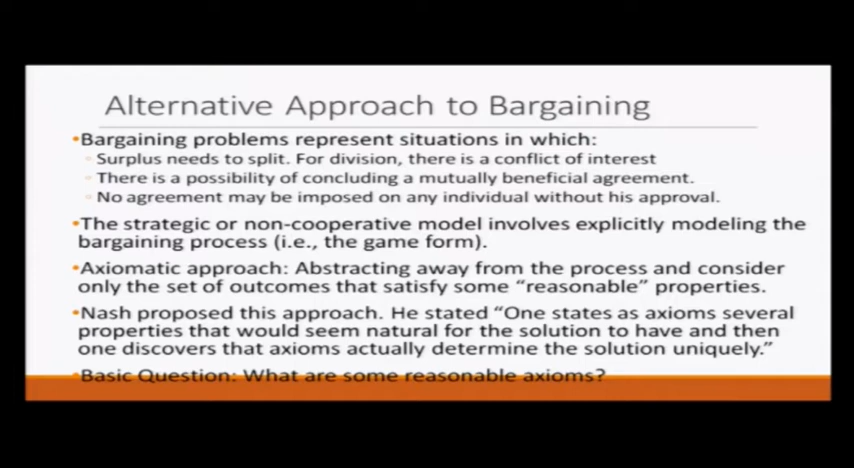 Alternative Approach to Bargaining
•Bargaining problems represent situations in which:
◦ Surplus needs to split. For division, there is a conflict of interest
◦ There is a possibility of concluding a mutually beneficial agreement.
◦ No agreement may be imposed on any individual without his approval.
•The strategic or non-cooperative model involves explicitly modeling the
bargaining process (i.e., the game form).
•Axiomatic approach: Abstracting away from the process and consider
only the set of outcomes that satisfy some “reasonable” properties.
•Nash proposed this approach. He stated “One states as axioms several
properties that would seem natural for the solution to have and then
one discovers that axioms actually determine the solution uniquely.”
•Basic Question: What are some reasonable axioms?